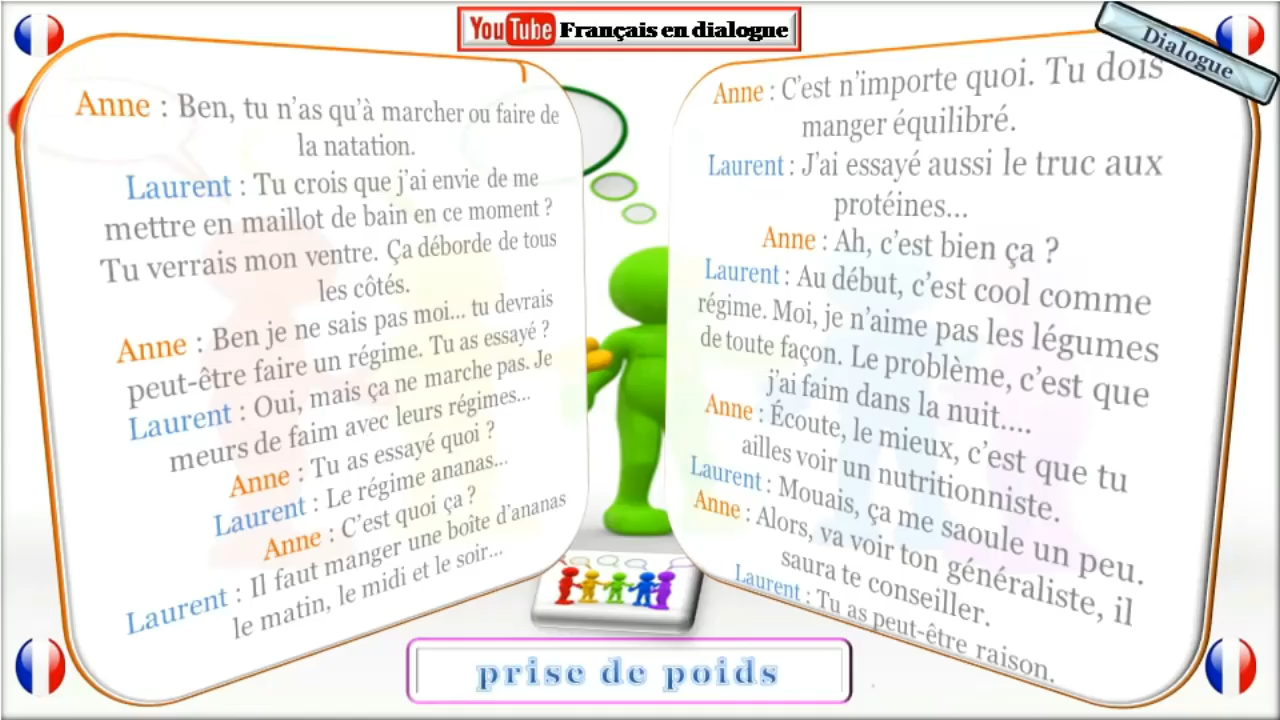 YouTube Français en dialogue
Dialogue
Anne : Ben, tu n'as qu'à marcher ou faire de
la natation.
Laurent : Tu crois que j'ai envie de me
mettre en maillot de bain en ce moment ?
Tu verrais mon ventre. Ça déborde de tous
les côtés.
Anne : Ben je ne sais pas moi... tu devrais
peut-être faire un régime. Tu as essayé ?
Laurent : Oui, mais ça ne marche pas. Je
meurs de faim avec leurs régimes...
Anne : Tu as essayé quoi ?
Laurent : Le régime ananas...
Anne : C'est quoi ça ?
Laurent : Il faut manger une boîte d'ananas
le matin, le midi et le soir...
Anne : C'est n'importe quoi. Tu dois
manger équilibré.
Laurent : J'ai essayé aussi le truc aux
protéines...
Anne : Ah, c'est bien ça ?
Laurent : Au début, c'est cool comme
régime. Moi, je n'aime pas les légumes
de toute façon. Le problème, c'est que
j'ai faim dans la nuit....
Anne : Écoute, le mieux, c'est que tu
ailles voir un nutritionniste.
Laurent : Mouais, ça me saoule un peu.
Anne : Alors, va voir ton généraliste, il
saura te conseiller.
Laurent : Tu as peut-être raison.
prise de poids